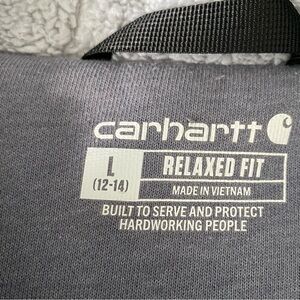 carhartt
L
(12-14)
RELAXED FIT
MADE IN VIETNAM
BUILT TO SERVE AND PROTECT
HARDWORKING PEOPLE